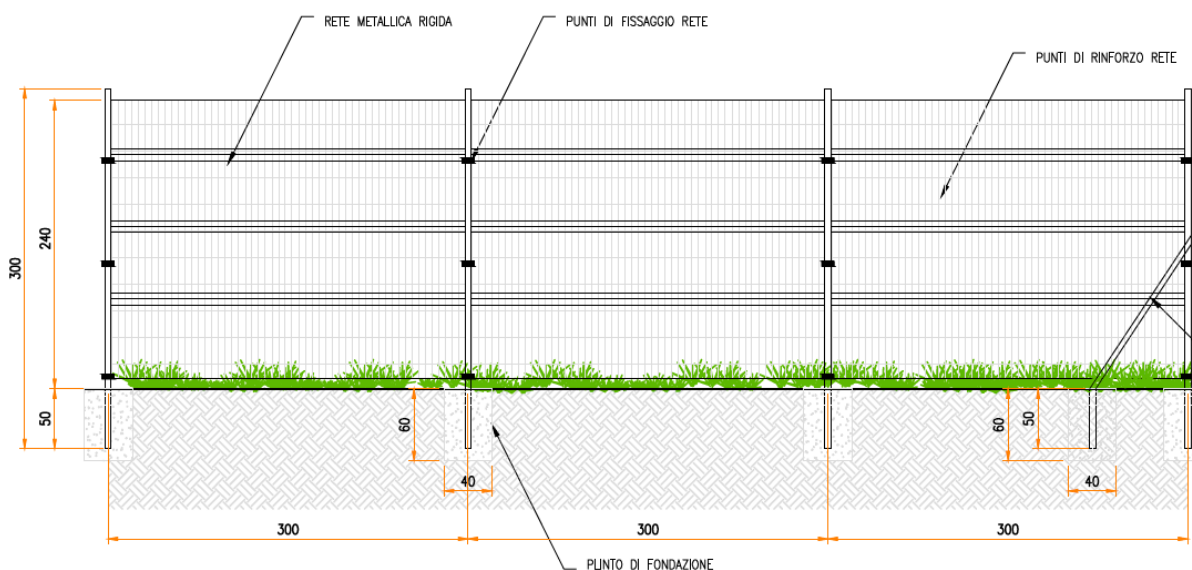 RETE METALLICA RIGIDA
PUNTI DI FISSAGGIO RETE
PUNTI DI RINFORZO RETE
300
240
50
60
40
60
50
40
300
300
300
PLINTO DI FONDAZIONE